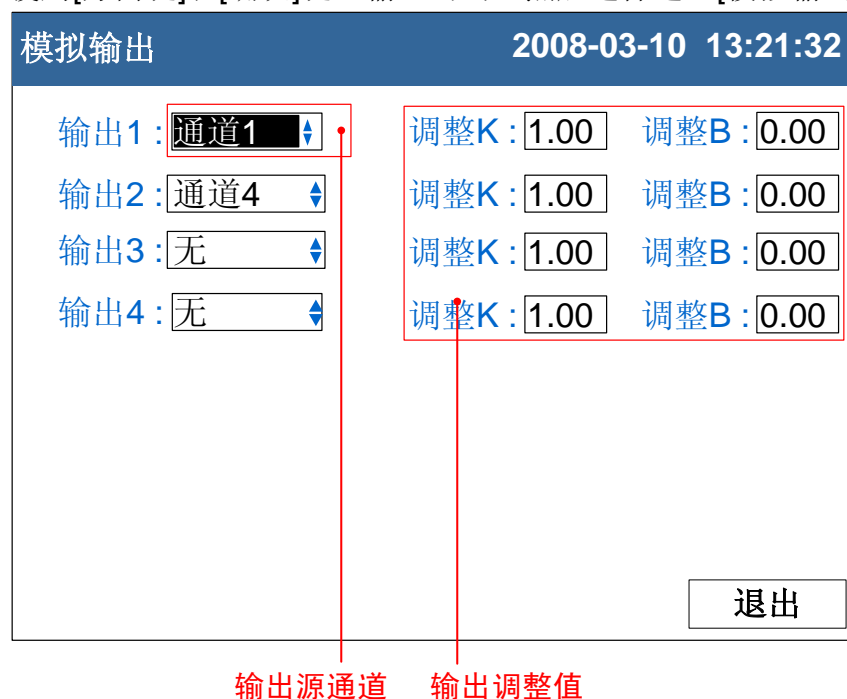 模拟输出 2008-03-10 13:21:32
输出1:通道1 调整K:1.00 调整B:0.00
输出2:通道4 调整K:1.00 调整B:0.00
输出3:无 调整K:1.00 调整B:0.00
输出4:无 调整K:1.00 调整B:0.00
退出
输出源通道 输出调整值